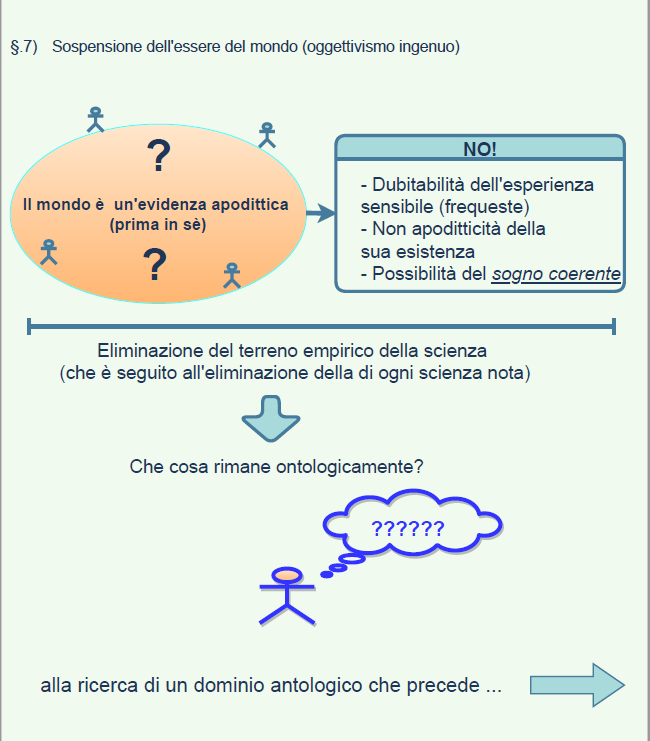 §.7) Sospensione dell'essere del mondo (oggettivismo ingenuo)
?
Il mondo è un'evidenza apodittica
(prima in sè)
?
NO!
- Dubitabilità dell'esperienza
sensibile (frequeste)
- Non apoditticità della
sua esistenza
- Possibilità del sogno coerente
Eliminazione del terreno empirico della scienza
(che è seguito all'eliminazione della di ogni scienza nota)
Che cosa rimane ontologicamente?
??????
alla ricerca di un dominio antologico che precede ...